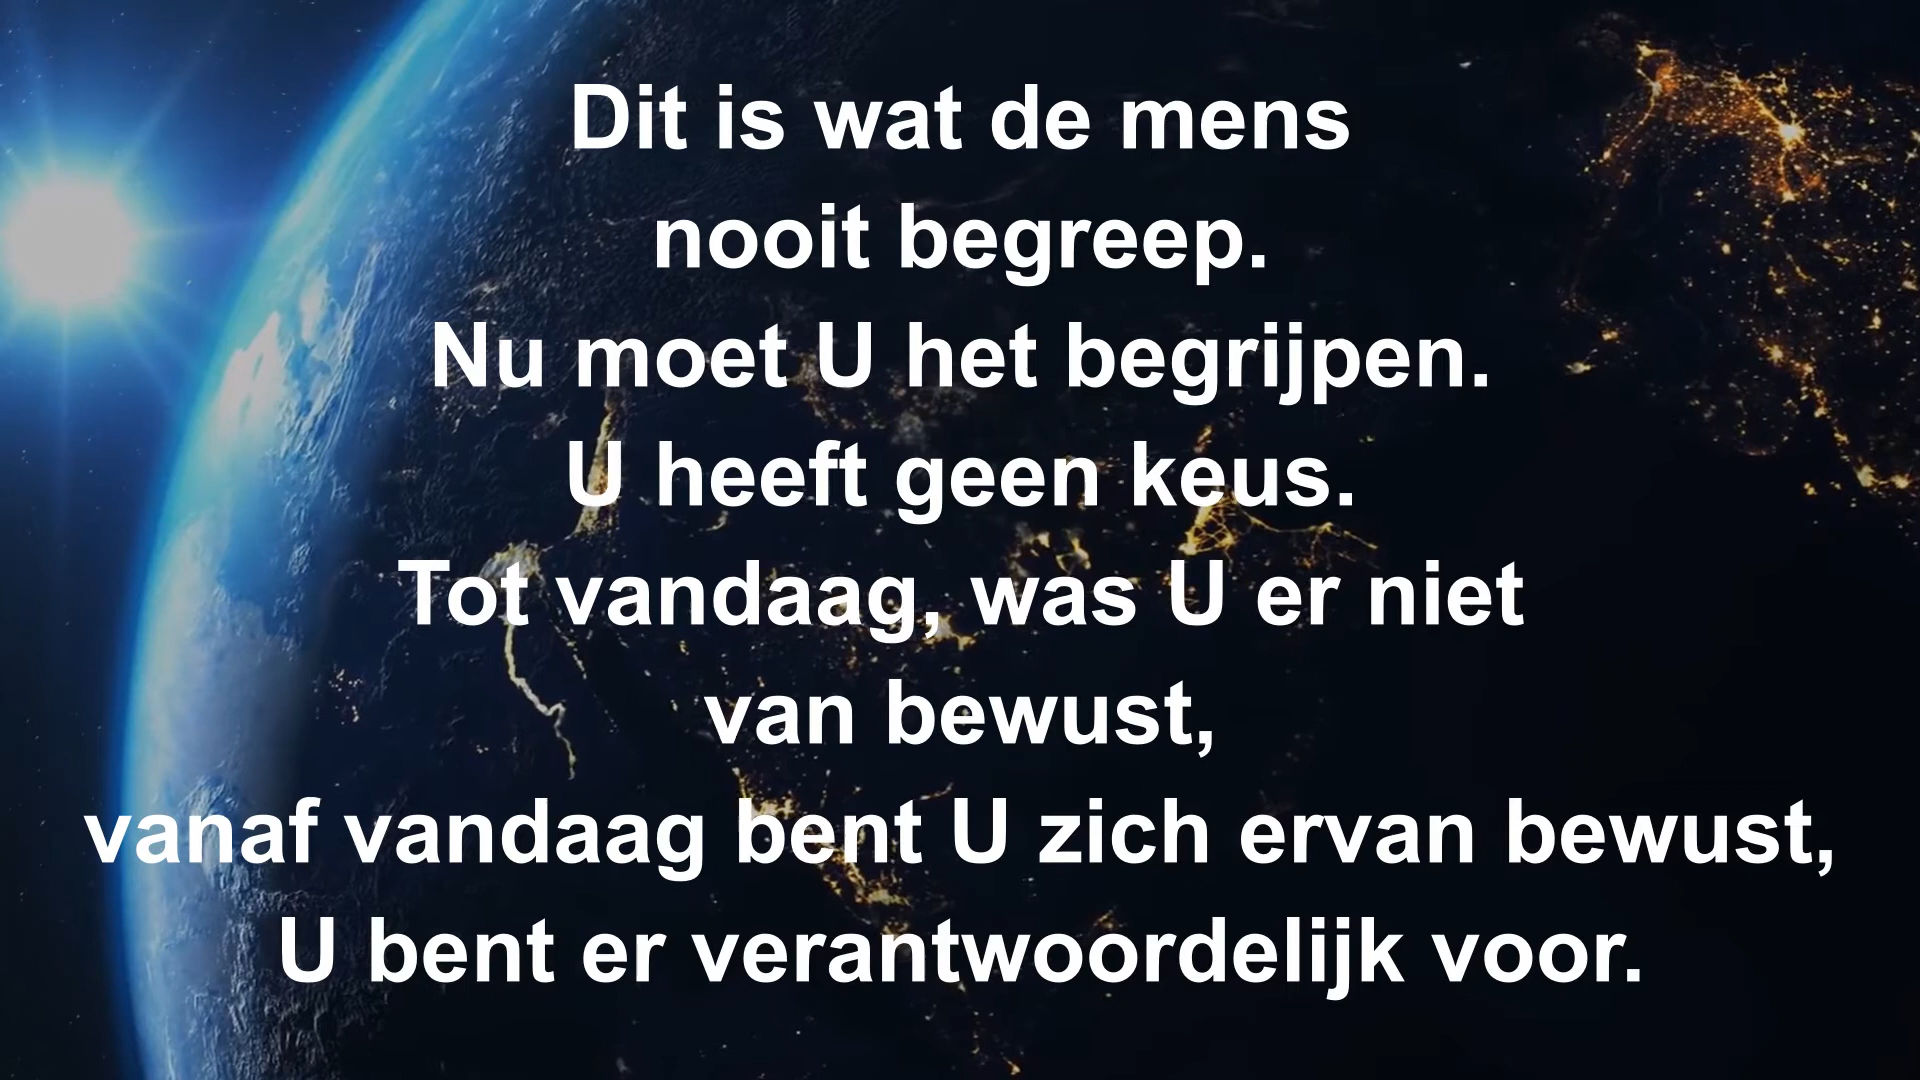 Dit is wat de mens
nooit begreep.
Nu moet U het begrijpen.
U heeft geen keus.
Tot vandaag, was U er niet
van bewust,
vanaf vandaag bent U zich ervan bewust,
U bent er verantwoordelijk voor.